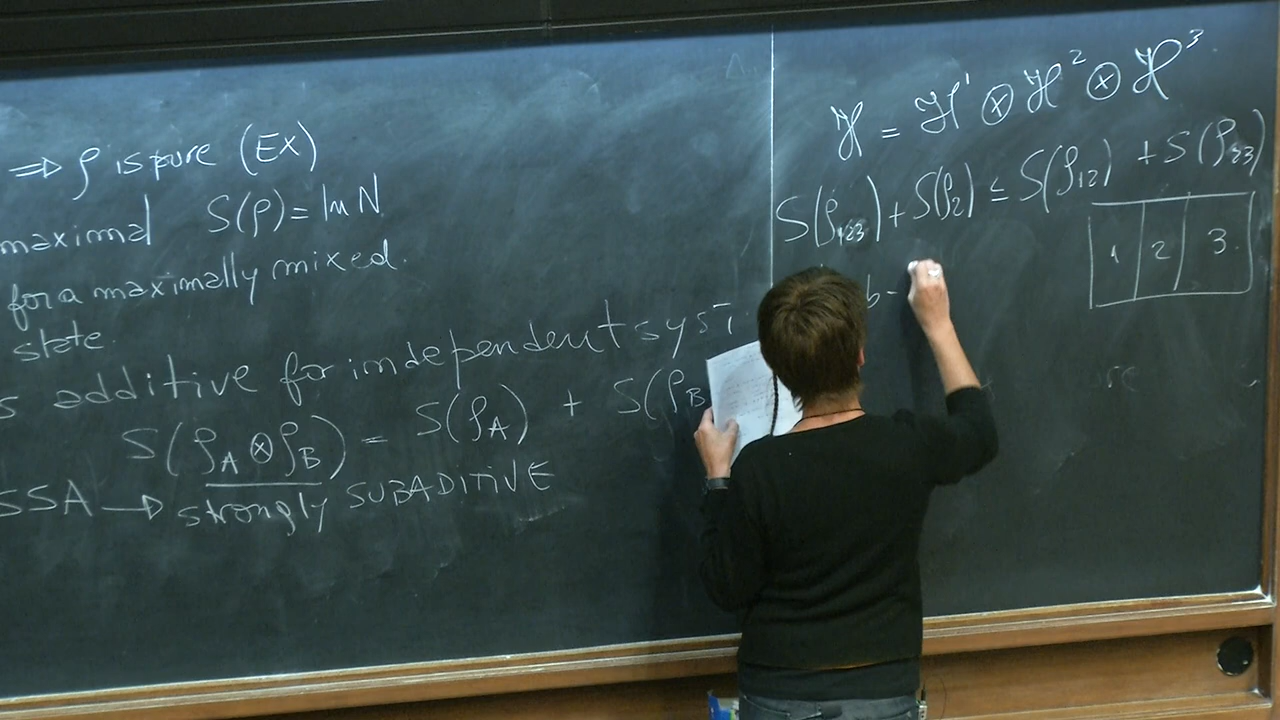 ⇒ ρ is pure (Ex)
maximal S(ρ) = ln N
for a maximally mixed.
state.
s additive for independent syst
S(ρ_A ⊗ ρ_B) = S(ρ_A) + S(ρ_B
SSA → strongly SUBADITIVE
ℋ = ℋ¹ ⊗ ℋ² ⊗ ℋ³
S(ρ₁₂₃) + S(ρ₂) ≤ S(ρ₁₂) + S(ρ₂₃)
1 2 3.